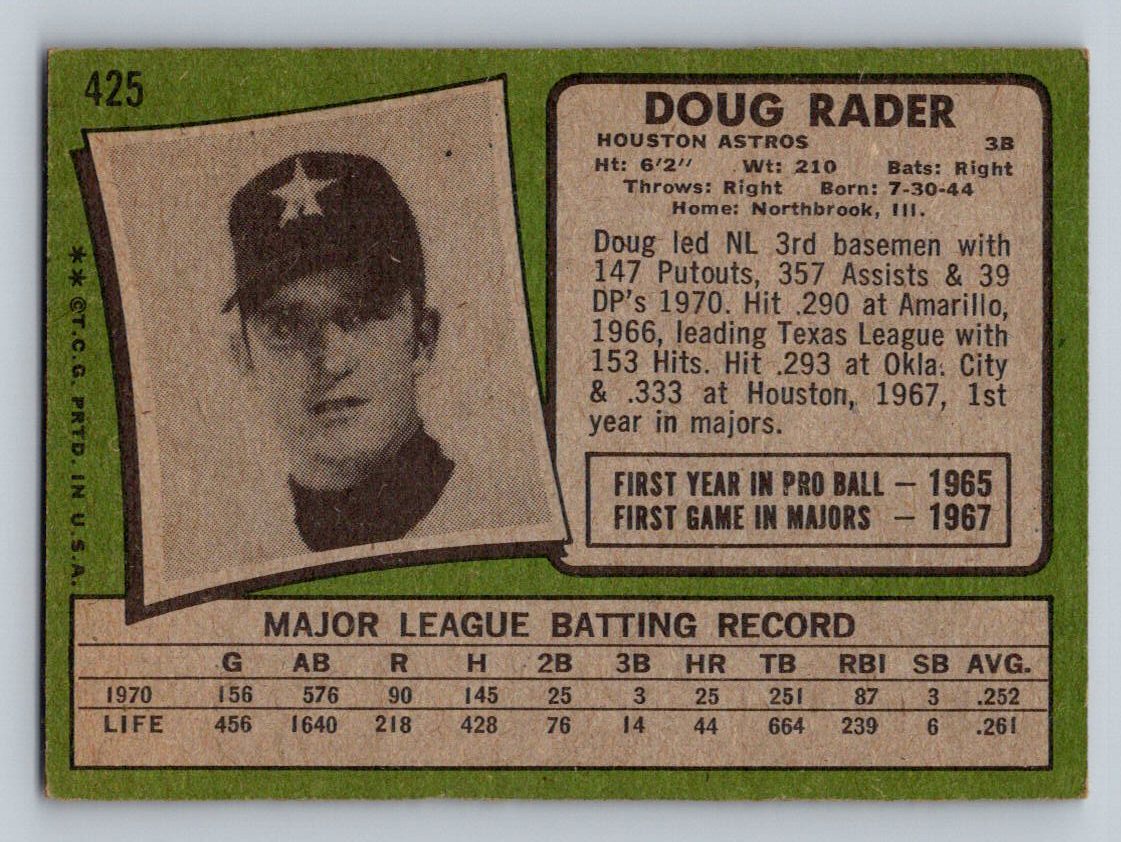 425
DOUG RADER
HOUSTON ASTROS 3B
Ht: 6'2" Wt: 210 Bats: Right
Throws: Right Born: 7-30-44
Home: Northbrook, Ill.
Doug led NL 3rd basemen with
147 Putouts, 357 Assists & 39
DP's 1970. Hit .290 at Amarillo,
1966, leading Texas League with
153 Hits. Hit .293 at Okla. City
& .333 at Houston, 1967, 1st
year in majors.
FIRST YEAR IN PRO BALL — 1965
FIRST GAME IN MAJORS — 1967
** ©T.C.G. PRTD. IN U.S.A.
MAJOR LEAGUE BATTING RECORD
G AB R H 2B 3B HR TB RBI SB AVG.
1970 156 576 90 145 25 3 25 251 87 3 .252
LIFE 456 1640 218 428 76 14 44 664 239 6 .261